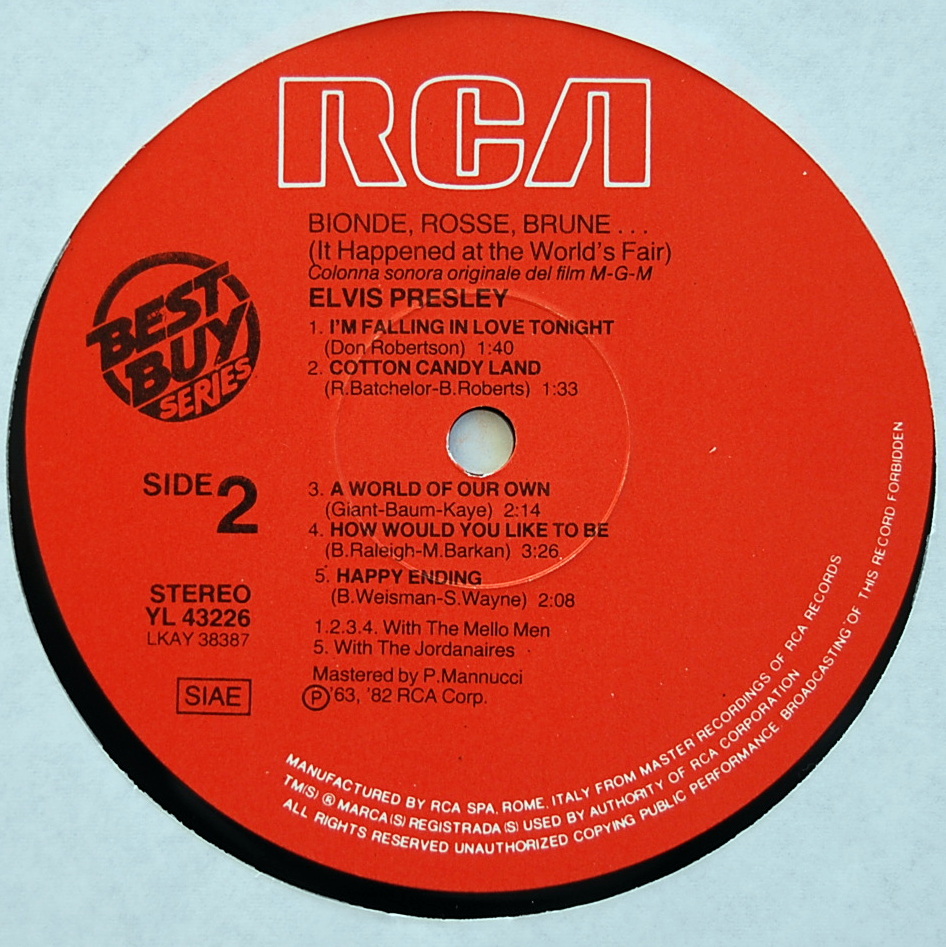 RCA
BIONDE, ROSSE, BRUNE . . .
(It Happened at the World's Fair)
Colonna sonora originale del film M-G-M
ELVIS PRESLEY
1. I'M FALLING IN LOVE TONIGHT
(Don Robertson) 1:40
2. COTTON CANDY LAND
(R.Batchelor-B.Roberts) 1:33
BEST
BUY
SERIES
SIDE 2
3. A WORLD OF OUR OWN
(Giant-Baum-Kaye) 2:14
4. HOW WOULD YOU LIKE TO BE
(B.Raleigh-M.Barkan) 3:26
5. HAPPY ENDING
(B.Weisman-S.Wayne) 2:08
STEREO
YL 43226
LKAY 38387
1.2.3.4. With The Mello Men
5. With The Jordanaires
Mastered by P.Mannucci
Ⓟ'63, '82 RCA Corp.
SIAE
MANUFACTURED BY RCA SPA, ROME, ITALY FROM MASTER RECORDINGS OF RCA RECORDS
TM(S) ® MARCA(S) REGISTRADA(S) USED BY AUTHORITY OF RCA CORPORATION
ALL RIGHTS RESERVED UNAUTHORIZED COPYING PUBLIC PERFORMANCE BROADCASTING OF THIS RECORD FORBIDDEN